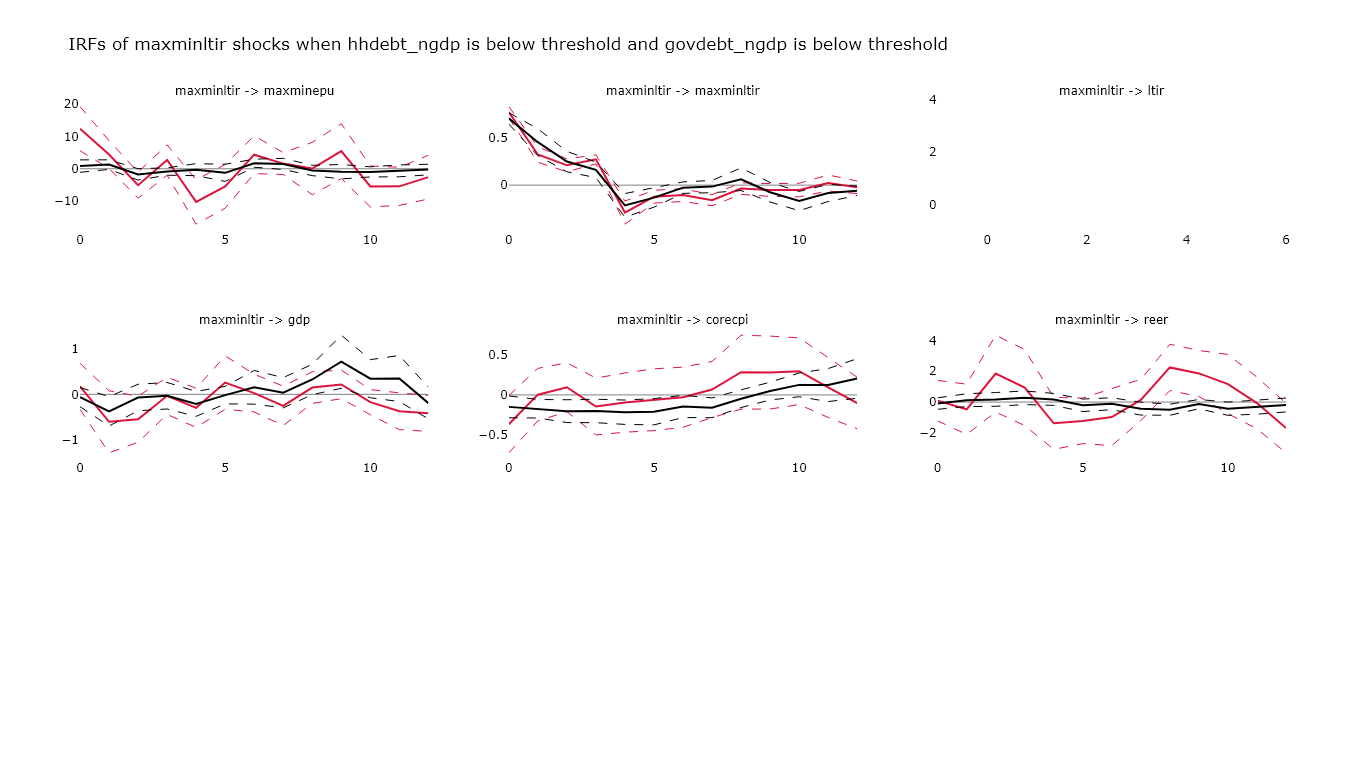 IRFs of maxminltir shocks when hhdebt_ngdp is below threshold and govdebt_ngdp is below threshold
maxminltir -> maxminepu
20
10
0
−10
0 5 10
maxminltir -> maxminltir
0.5
0
0 5 10
maxminltir -> ltir
4
2
0
0 2 4 6
maxminltir -> gdp
1
0
−1
0 5 10
maxminltir -> corecpi
0.5
0
−0.5
0 5 10
maxminltir -> reer
4
2
0
−2
0 5 10